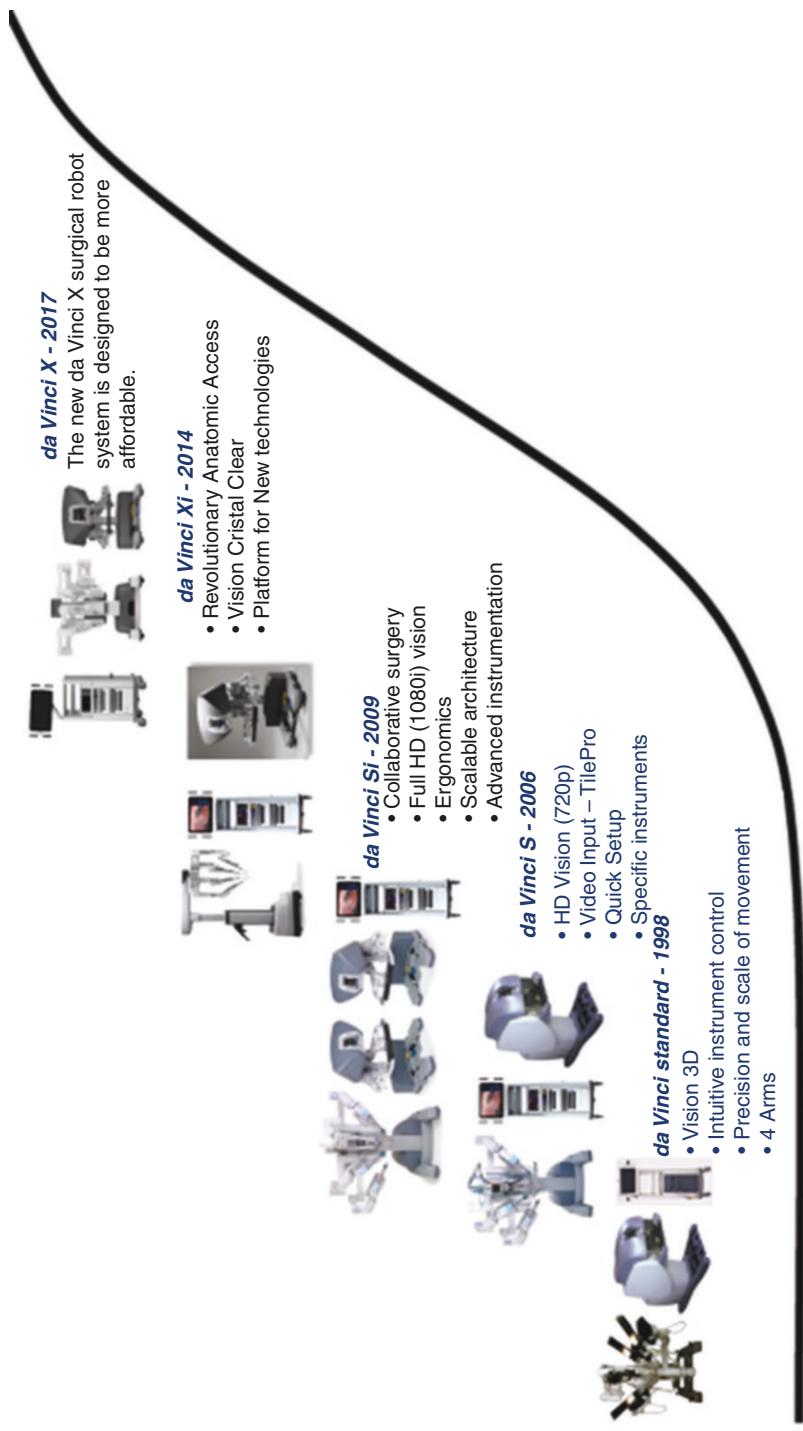 da Vinci X - 2017
The new da Vinci X surgical robot
system is designed to be more
affordable.
da Vinci Xi - 2014
• Revolutionary Anatomic Access
• Vision Cristal Clear
• Platform for New technologies
da Vinci Si - 2009
• Collaborative surgery
• Full HD (1080i) vision
• Ergonomics
• Scalable architecture
• Advanced instrumentation
da Vinci S - 2006
• HD Vision (720p)
• Video Input – TilePro
• Quick Setup
• Specific instruments
da Vinci standard - 1998
• Vision 3D
• Intuitive instrument control
• Precision and scale of movement
• 4 Arms